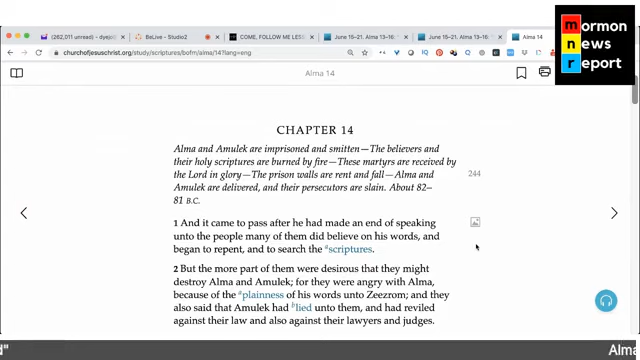 (262,011 unread) - dyejo
BeLive - Studio2
COME, FOLLOW ME LESS
June 15–21. Alma 13–16:
June 15–21. Alma 13–16: "
Alma 14
churchofjesuschrist.org/study/scriptures/bofm/alma/14?lang=eng
mormon
news
report
m
n
r
Alma 14
CHAPTER 14
Alma and Amulek are imprisoned and smitten—The believers and
their holy scriptures are burned by fire—These martyrs are received by
the Lord in glory—The prison walls are rent and fall—Alma and
Amulek are delivered, and their persecutors are slain. About 82–
81 B.C.
244
1 And it came to pass after he had made an end of speaking
unto the people many of them did believe on his words, and
began to repent, and to search the a scriptures.
2 But the more part of them were desirous that they might
destroy Alma and Amulek; for they were angry with Alma,
because of the a plainness of his words unto Zeezrom; and they
also said that Amulek had b lied unto them, and had reviled
against their law and also against their lawyers and judges.
d"
Alma